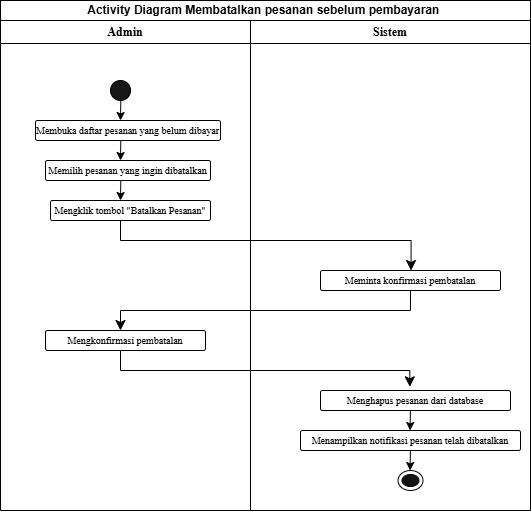 Activity Diagram Membatalkan pesanan sebelum pembayaran
Admin
Sistem
Membuka daftar pesanan yang belum dibayar
Memilih pesanan yang ingin dibatalkan
Mengklik tombol "Batalkan Pesanan"
Meminta konfirmasi pembatalan
Mengkonfirmasi pembatalan
Menghapus pesanan dari database
Menampilkan notifikasi pesanan telah dibatalkan